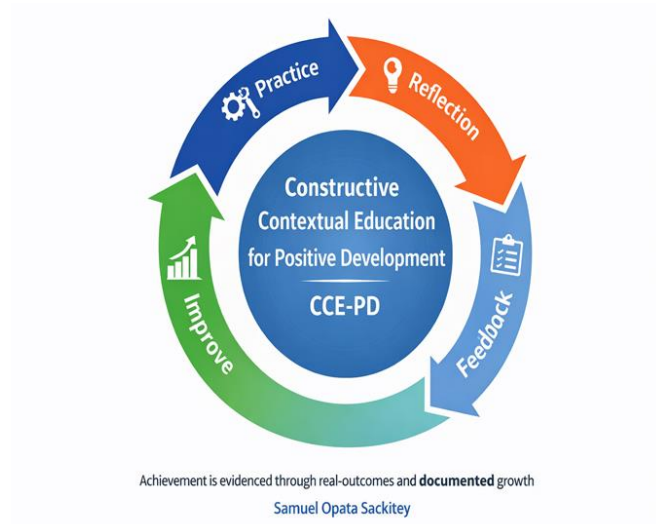 Practice
Reflection
Constructive
Contextual Education
for Positive Development
CCE-PD
Feedback
Improve
Achievement is evidenced through real-outcomes and documented growth
Samuel Opata Sackitey